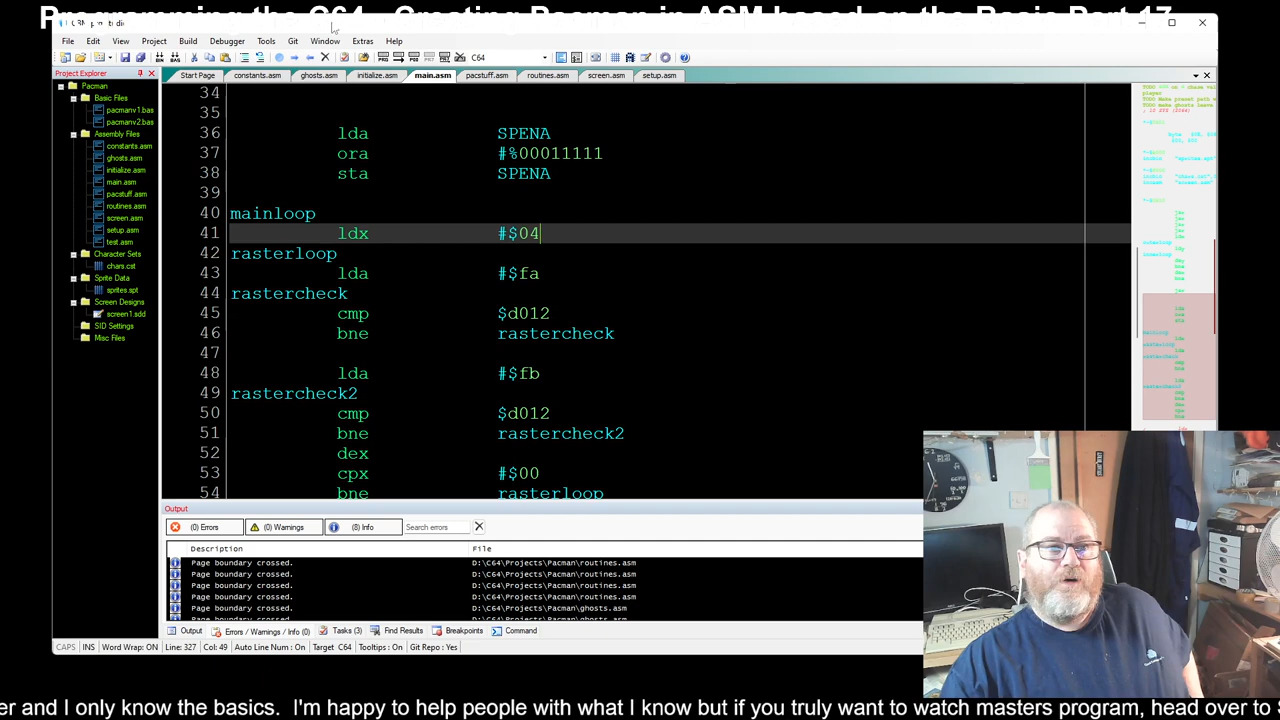 Programming the C64 - Creating Pacman in ASM based on the Basic Part 17
File Edit View Project Build Debugger Tools Git Window Extras Help
C64
Project Explorer
Start Page constants.asm ghosts.asm initialize.asm main.asm pacstuff.asm routines.asm screen.asm setup.asm
Pacman
Basic Files
pacmanv1.bas
pacmanv2.bas
Assembly Files
constants.asm
ghosts.asm
initialize.asm
main.asm
pacstuff.asm
routines.asm
screen.asm
setup.asm
test.asm
Character Sets
chars.cst
Sprite Data
sprites.spt
Screen Designs
screen1.sdd
SID Settings
Misc Files
34
35
36 lda SPENA
37 ora #%00011111
38 sta SPENA
39
40 mainloop
41 ldx #$04
42 rasterloop
43 lda #$fa
44 rastercheck
45 cmp $d012
46 bne rastercheck
47
48 lda #$fb
49 rastercheck2
50 cmp $d012
51 bne rastercheck2
52 dex
53 cpx #$00
54 bne rasterloop
Output
(0) Errors (0) Warnings (8) Info Search errors
Description File
Page boundary crossed. D:\C64\Projects\Pacman\routines.asm
Page boundary crossed. D:\C64\Projects\Pacman\routines.asm
Page boundary crossed. D:\C64\Projects\Pacman\routines.asm
Page boundary crossed. D:\C64\Projects\Pacman\routines.asm
Page boundary crossed. D:\C64\Projects\Pacman\ghosts.asm
Output Errors / Warnings / Info (0) Tasks (3) Find Results Breakpoints Command
CAPS INS Word Wrap: ON Line: 327 Col: 49 Auto Line Num : On Target C64 Tooltips : On Git Repo : Yes
er and I only know the basics. I'm happy to help people with what I know but if you truly want to watch masters program, head over to s